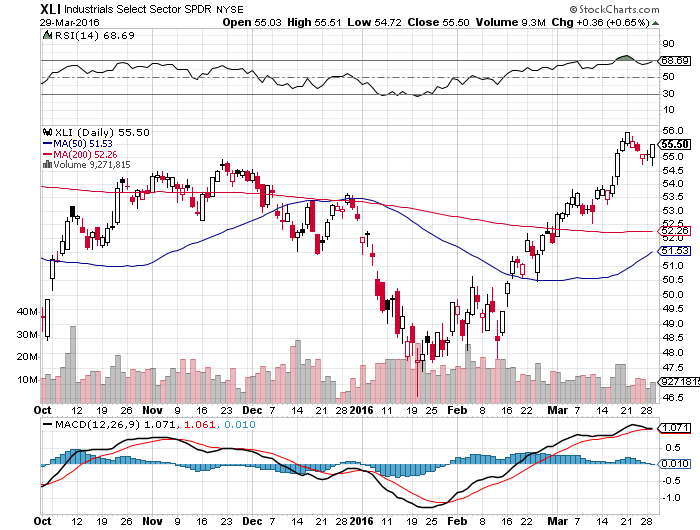 XLI Industrials Select Sector SPDR NYSE © StockCharts.com
29-Mar-2016 Open 55.03 High 55.51 Low 54.72 Close 55.50 Volume 9.3M Chg +0.36 (+0.65%)
RSI(14) 68.69
90
68.69
50
30
10
XLI (Daily) 55.50
MA(50) 51.53
MA(200) 52.26
Volume 9,271,815
56.0
55.50
55.0
54.5
54.0
53.5
53.0
52.5
52.26
52.0
51.53
51.0
50.5
50.0
49.5
49.0
48.5
48.0
47.5
46.5
40M
30M
20M
10M
9271815
Oct 12 19 26 Nov 9 16 23 Dec 7 14 21 28 2016 11 19 25 Feb 8 16 22 Mar 7 14 21 28
MACD(12,26,9) 1.071, 1.061, 0.010
1.071
0.5
0.010
-0.5
-1.0
Oct 12 19 26 Nov 9 16 23 Dec 7 14 21 28 2016 11 19 25 Feb 8 16 22 Mar 7 14 21 28